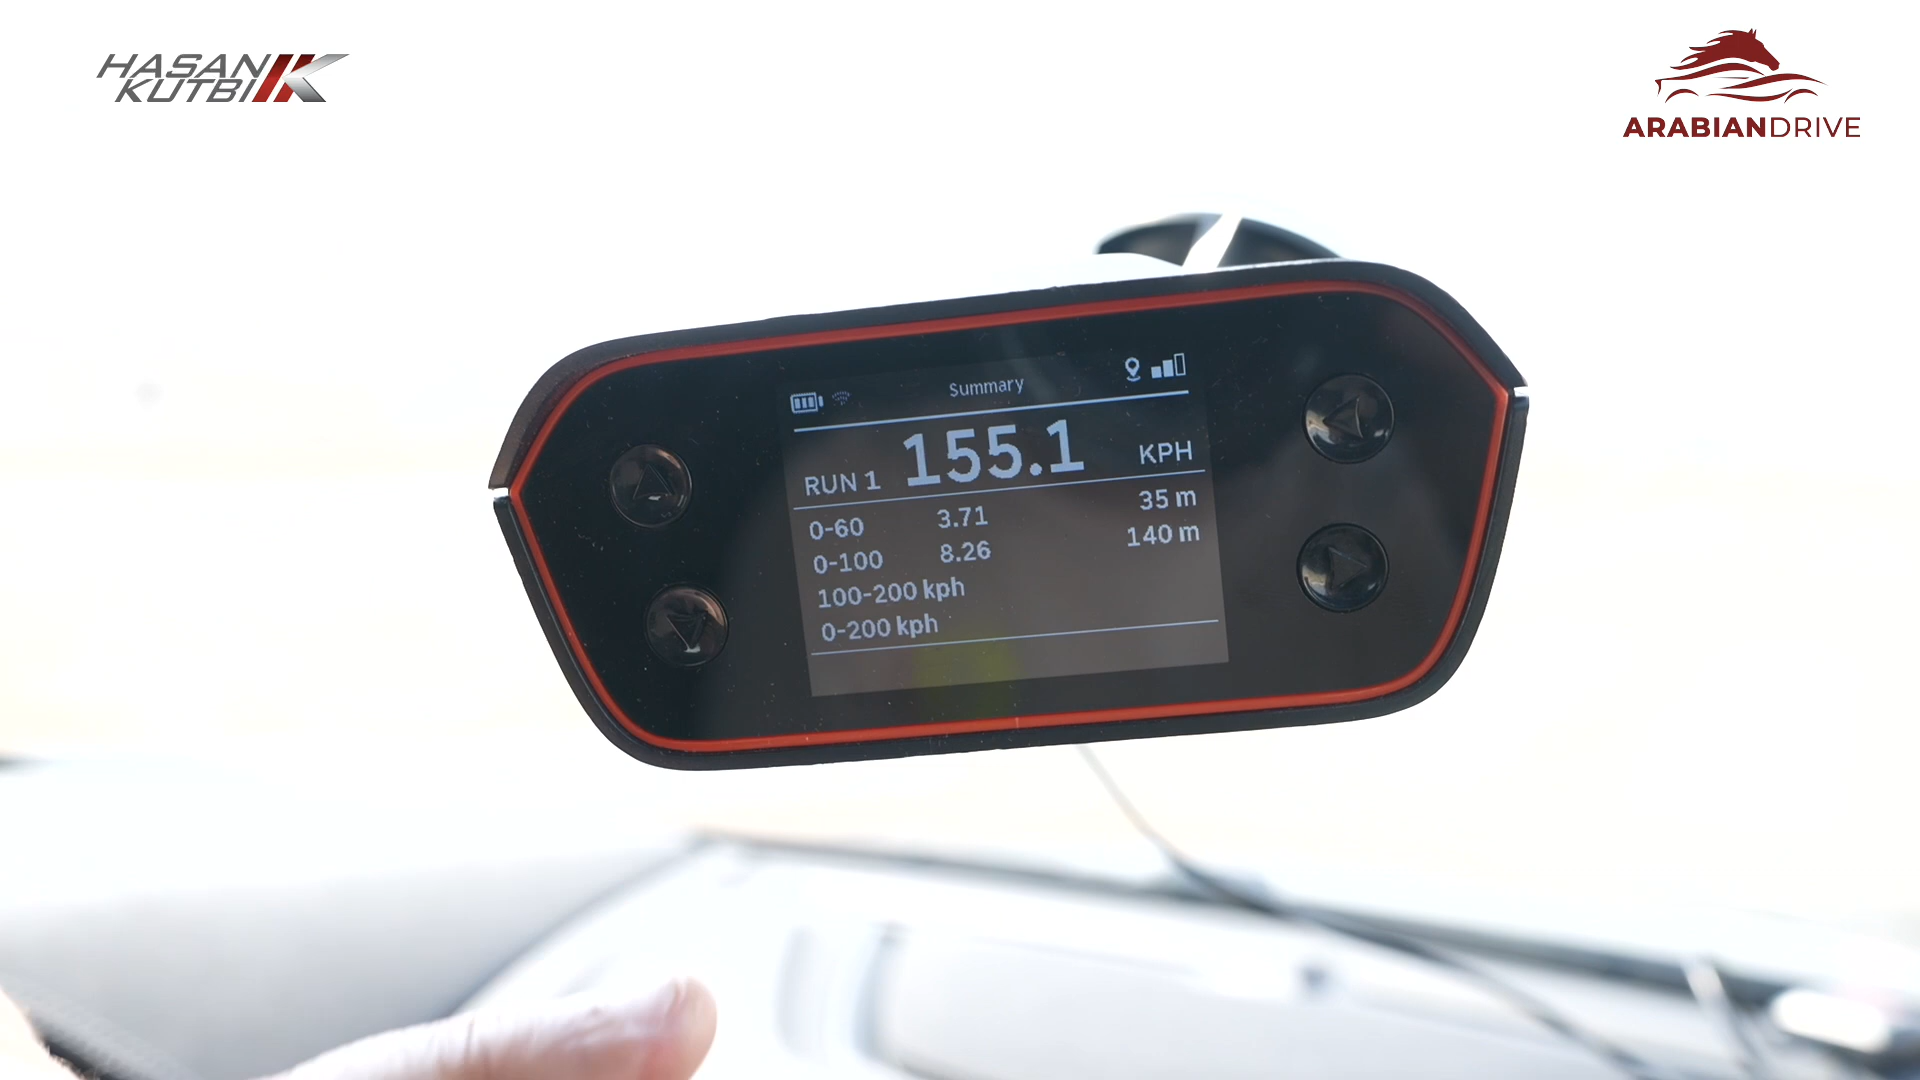 HASAN
KUTBI
ARABIANDRIVE
Summary
RUN 1 155.1 KPH
0-60 3.71 35 m
0-100 8.26 140 m
100-200 kph
0-200 kph